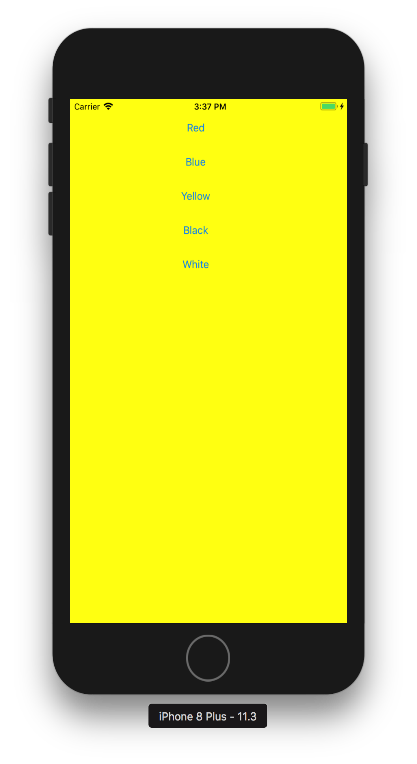 Carrier 3:37 PM
Red
Blue
Yellow
Black
White
iPhone 8 Plus - 11.3